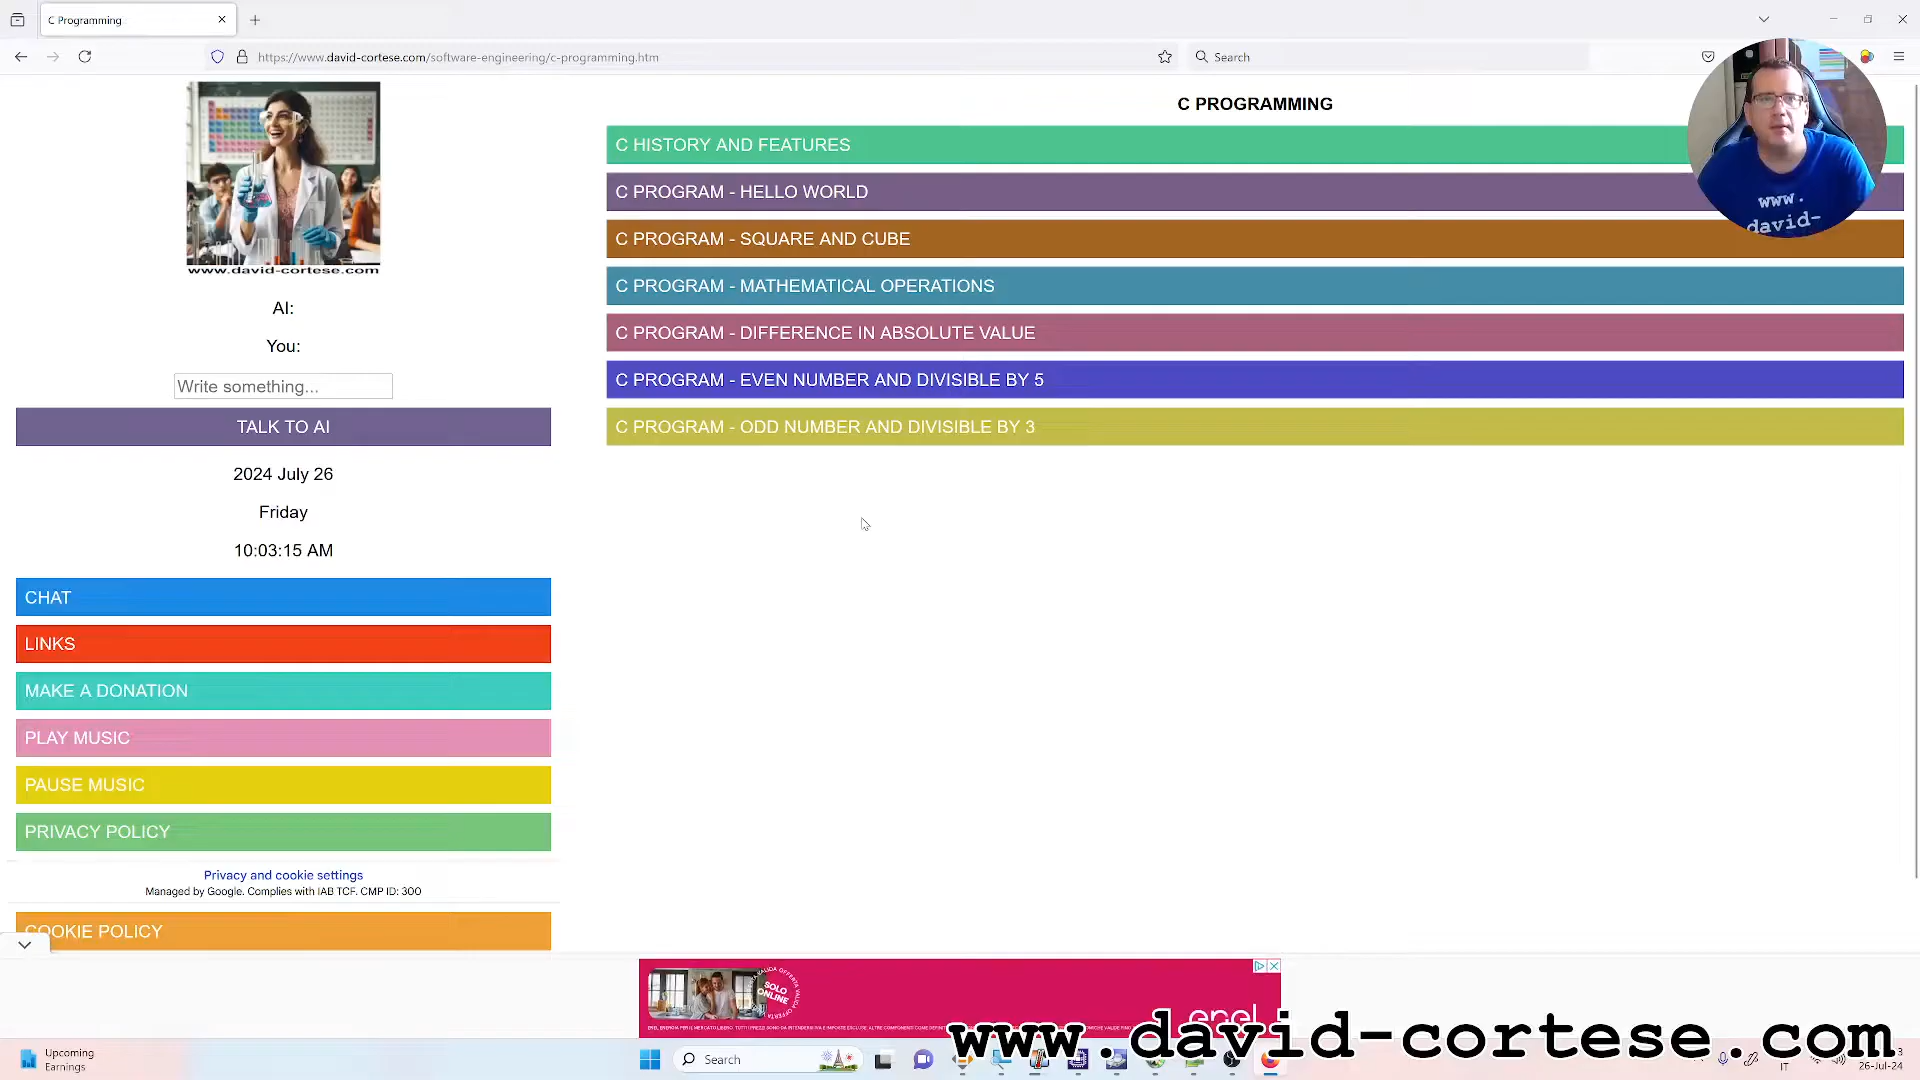 C Programming
https://www.david-cortese.com/software-engineering/c-programming.htm
Search
www.david-cortese.com
AI:
You:
Write something...
TALK TO AI
2024 July 26
Friday
10:03:15 AM
CHAT
LINKS
MAKE A DONATION
PLAY MUSIC
PAUSE MUSIC
PRIVACY POLICY
Privacy and cookie settings
Managed by Google. Complies with IAB TCF. CMP ID: 300
COOKIE POLICY
C PROGRAMMING
C HISTORY AND FEATURES
C PROGRAM - HELLO WORLD
C PROGRAM - SQUARE AND CUBE
C PROGRAM - MATHEMATICAL OPERATIONS
C PROGRAM - DIFFERENCE IN ABSOLUTE VALUE
C PROGRAM - EVEN NUMBER AND DIVISIBLE BY 5
C PROGRAM - ODD NUMBER AND DIVISIBLE BY 3
www.
david-
SOLO
ONLINE
enel
www.david-cortese.com
Upcoming
Earnings
Search
IT
26-Jul-24